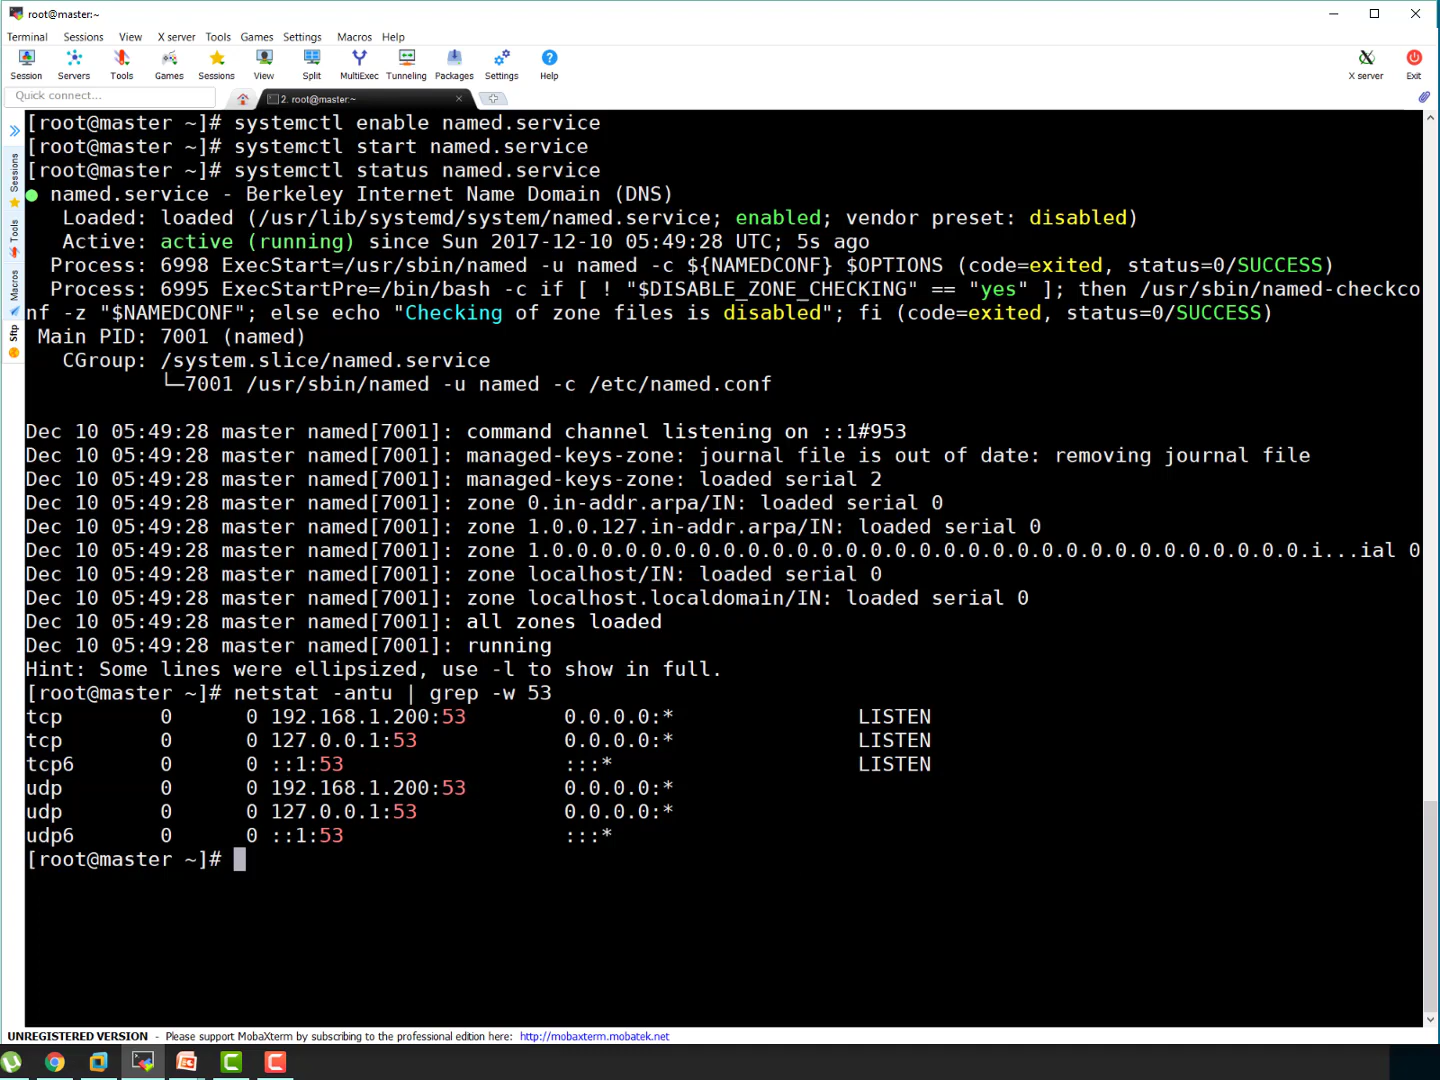 root@master:~
Terminal Sessions View X server Tools Games Settings Macros Help
Session Servers Tools Games Sessions View Split MultiExec Tunneling Packages Settings Help X server Exit
Quick connect... 2. root@master:~
Sessions
Tools
Macros
Sftp
[root@master ~]# systemctl enable named.service
[root@master ~]# systemctl start named.service
[root@master ~]# systemctl status named.service
● named.service - Berkeley Internet Name Domain (DNS)
Loaded: loaded (/usr/lib/systemd/system/named.service; enabled; vendor preset: disabled)
Active: active (running) since Sun 2017-12-10 05:49:28 UTC; 5s ago
Process: 6998 ExecStart=/usr/sbin/named -u named -c ${NAMEDCONF} $OPTIONS (code=exited, status=0/SUCCESS)
Process: 6995 ExecStartPre=/bin/bash -c if [ ! "$DISABLE_ZONE_CHECKING" == "yes" ]; then /usr/sbin/named-checkco
nf -z "$NAMEDCONF"; else echo "Checking of zone files is disabled"; fi (code=exited, status=0/SUCCESS)
Main PID: 7001 (named)
CGroup: /system.slice/named.service
└─7001 /usr/sbin/named -u named -c /etc/named.conf
Dec 10 05:49:28 master named[7001]: command channel listening on ::1#953
Dec 10 05:49:28 master named[7001]: managed-keys-zone: journal file is out of date: removing journal file
Dec 10 05:49:28 master named[7001]: managed-keys-zone: loaded serial 2
Dec 10 05:49:28 master named[7001]: zone 0.in-addr.arpa/IN: loaded serial 0
Dec 10 05:49:28 master named[7001]: zone 1.0.0.127.in-addr.arpa/IN: loaded serial 0
Dec 10 05:49:28 master named[7001]: zone 1.0.0.0.0.0.0.0.0.0.0.0.0.0.0.0.0.0.0.0.0.0.0.0.0.0.0.0.0.0.0.0.i...ial 0
Dec 10 05:49:28 master named[7001]: zone localhost/IN: loaded serial 0
Dec 10 05:49:28 master named[7001]: zone localhost.localdomain/IN: loaded serial 0
Dec 10 05:49:28 master named[7001]: all zones loaded
Dec 10 05:49:28 master named[7001]: running
Hint: Some lines were ellipsized, use -l to show in full.
[root@master ~]# netstat -antu | grep -w 53
tcp 0 0 192.168.1.200:53 0.0.0.0:* LISTEN
tcp 0 0 127.0.0.1:53 0.0.0.0:* LISTEN
tcp6 0 0 ::1:53 :::* LISTEN
udp 0 0 192.168.1.200:53 0.0.0.0:*
udp 0 0 127.0.0.1:53 0.0.0.0:*
udp6 0 0 ::1:53 :::*
[root@master ~]#
UNREGISTERED VERSION - Please support MobaXterm by subscribing to the professional edition here: http://mobaxterm.mobatek.net